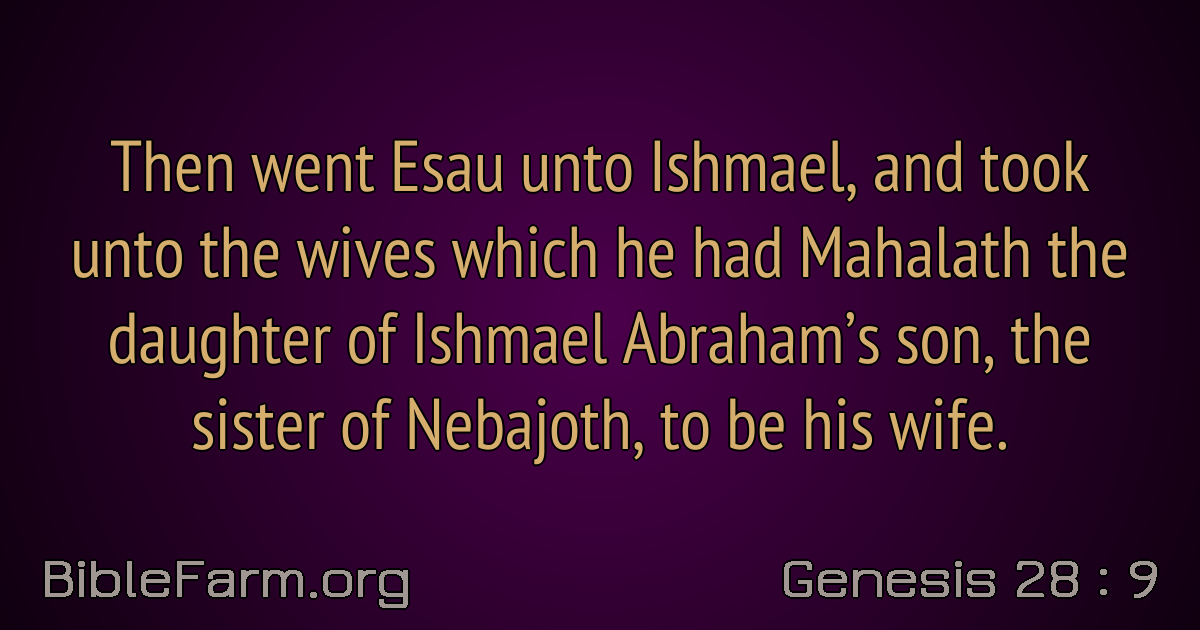 Then went Esau unto Ishmael, and took
unto the wives which he had Mahalath the
daughter of Ishmael Abraham’s son, the
sister of Nebajoth, to be his wife.
BibleFarm.org
Genesis 28 : 9